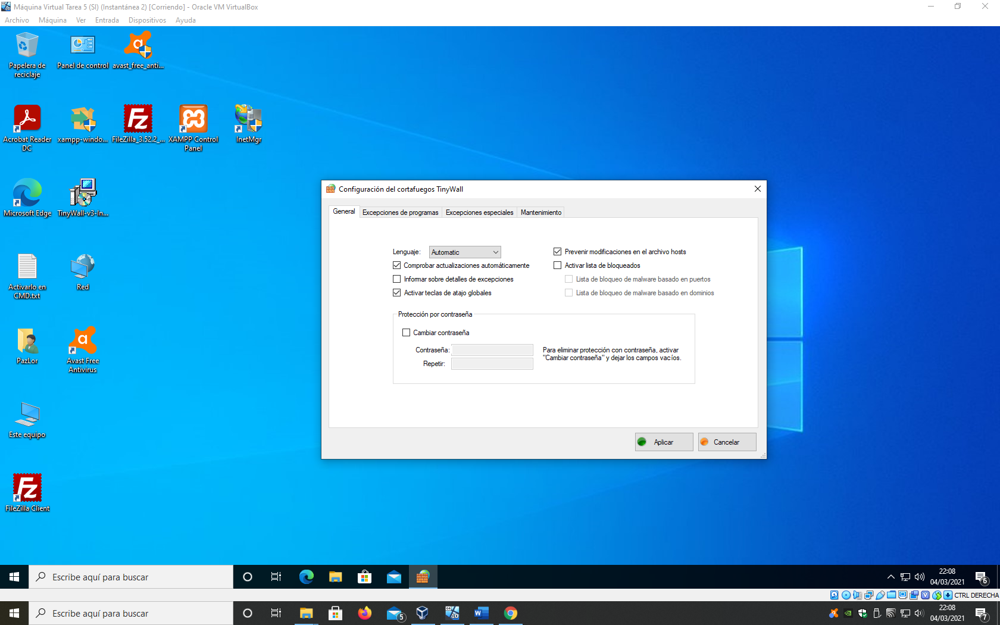 Máquina Virtual Tarea 5 (SI) (Instantánea 2) [Corriendo] - Oracle VM VirtualBox
Archivo Máquina Ver Entrada Dispositivos Ayuda
Papelera de reciclaje
Panel de control
avast_free_anti...
Acrobat Reader DC
xampp-windo...
FileZilla_3.52.2_...
XAMPP Control Panel
InetMgr
Microsoft Edge
TinyWall-v3-In...
Activarlo en CMD.txt
Red
PazLor
Avast Free Antivirus
Este equipo
FileZilla Client
Configuración del cortafuegos TinyWall
General Excepciones de programas Excepciones especiales Mantenimiento
Lenguaje: Automatic
Comprobar actualizaciones automáticamente
Informar sobre detalles de excepciones
Activar teclas de atajo globales
Prevenir modificaciones en el archivo hosts
Activar lista de bloqueados
Lista de bloqueo de malware basado en puertos
Lista de bloqueo de malware basado en dominios
Protección por contraseña
Cambiar contraseña
Contraseña:
Repetir:
Para eliminar protección con contraseña, activar
"Cambiar contraseña" y dejar los campos vacíos.
Aplicar Cancelar
Escribe aquí para buscar
22:08
04/03/2021
6
CTRL DERECHA
Escribe aquí para buscar
5
22:08
04/03/2021
7